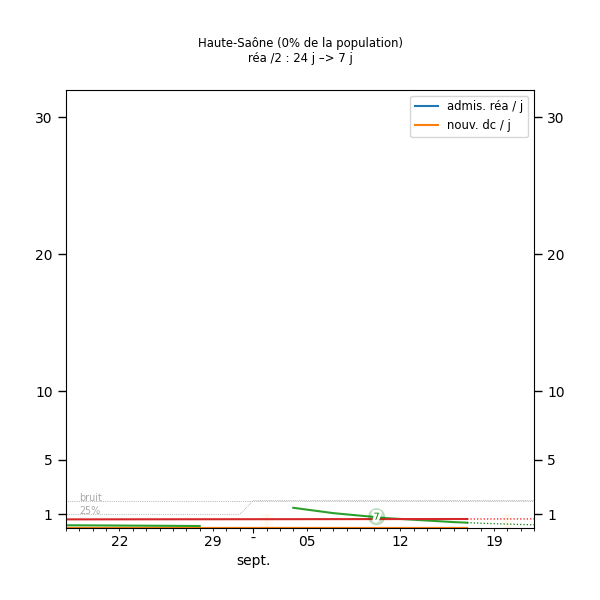 Haute-Saône (0% de la population)
réa /2 : 24 j –> 7 j
admis. réa / j
nouv. dc / j
30 30
20 20
10 10
5 5
bruit
25%
7
1 1
22 29 - 05 12 19
sept.